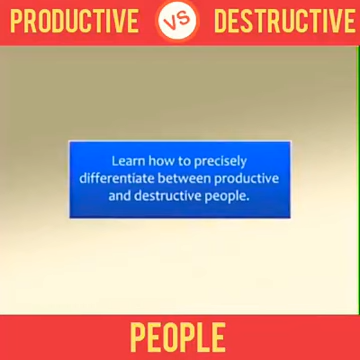 PRODUCTIVE VS DESTRUCTIVE
Learn how to precisely
differentiate between productive
and destructive people.
PEOPLE